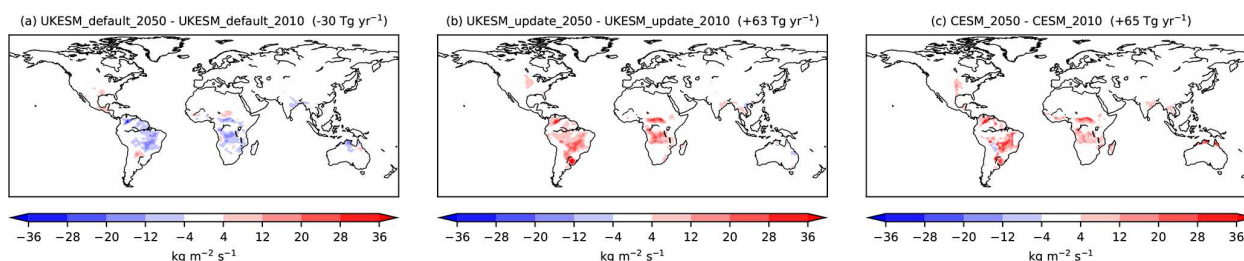 (a) UKESM_default_2050 - UKESM_default_2010 (-30 Tg yr⁻¹)
(b) UKESM_update_2050 - UKESM_update_2010 (+63 Tg yr⁻¹)
(c) CESM_2050 - CESM_2010 (+65 Tg yr⁻¹)
−36 −28 −20 −12 −4 4 12 20 28 36
kg m⁻² s⁻¹
−36 −28 −20 −12 −4 4 12 20 28 36
kg m⁻² s⁻¹
−36 −28 −20 −12 −4 4 12 20 28 36
kg m⁻² s⁻¹